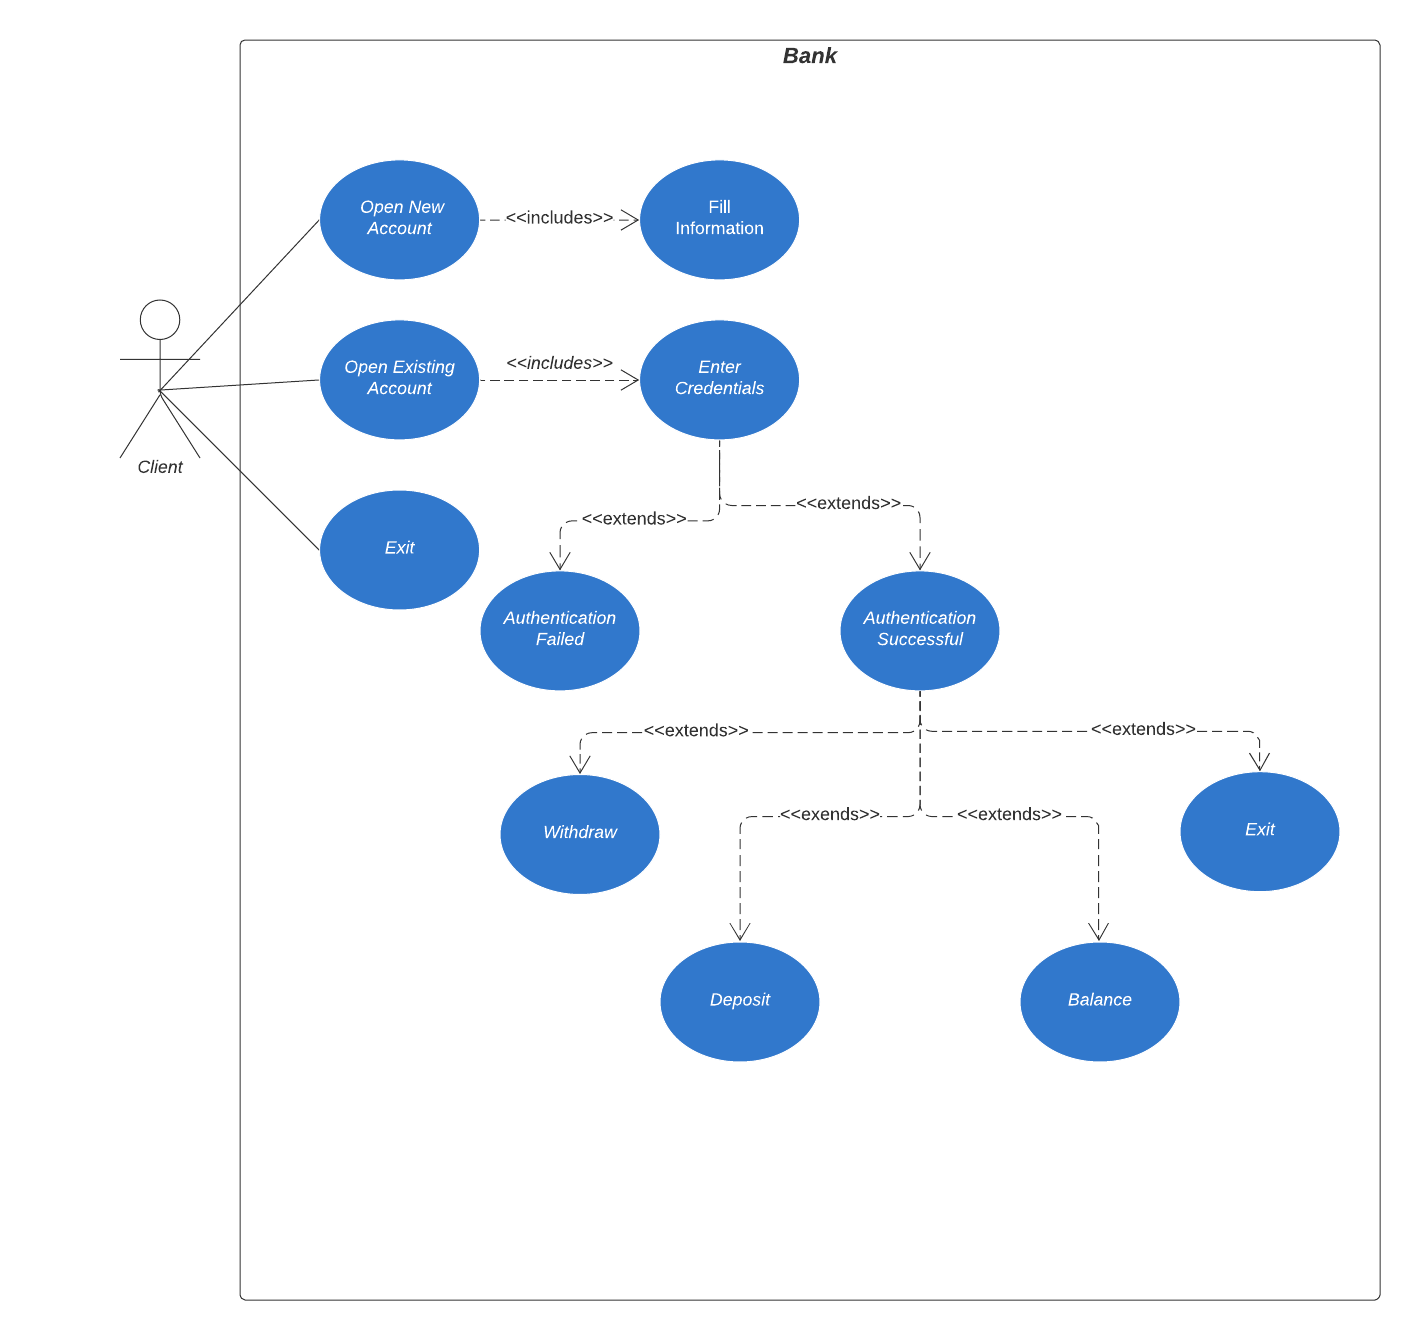 Bank
Open New
Account
<<includes>>
Fill
Information
Open Existing
Account
<<includes>>
Enter
Credentials
Client
Exit
<<extends>>
<<extends>>
Authentication
Failed
Authentication
Successful
<<extends>>
<<extends>>
Withdraw
<<exends>>
<<extends>>
Exit
Deposit
Balance